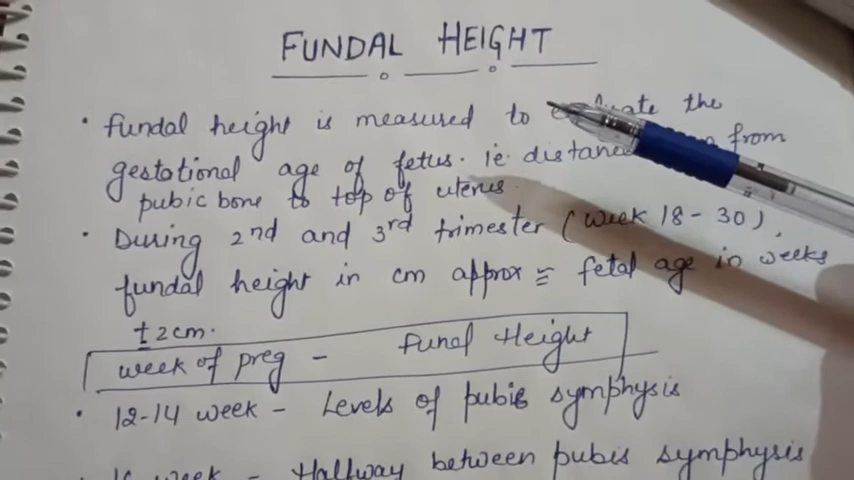 FUNDAL HEIGHT
• Fundal height is measured to evaluate the
gestational age of fetus. ie distance from
pubic bone to top of uterus.
• During 2nd and 3rd trimester (week 18-30),
fundal height in cm approx ≅ fetal age in weeks
± 2cm.
week of preg - Funal Height
• 12-14 week - Levels of pubis symphysis
week - Halfway between pubis symphysis